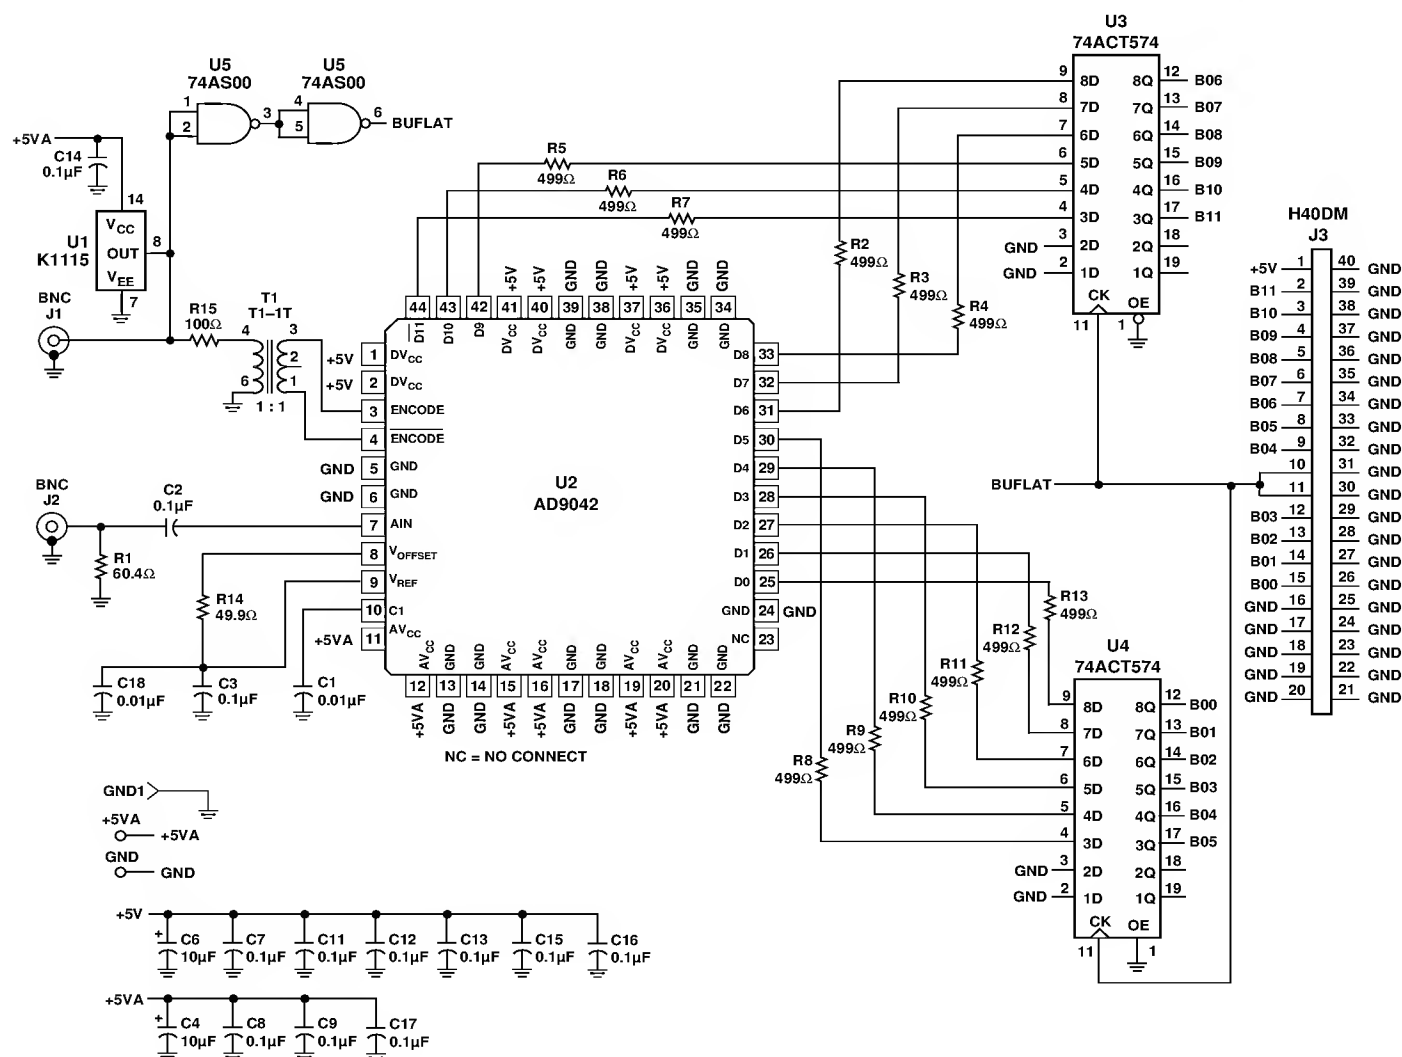 U5
74AS00
U5
74AS00
1
2
3
4
5
6
BUFLAT
+5VA
C14
0.1µF
14
VCC
U1
K1115
OUT
8
VEE
7
BNC
J1
R15
100Ω
T1
T1–1T
4
3
2
6
1
1 : 1
BNC
J2
C2
0.1µF
R1
60.4Ω
R14
49.9Ω
C18
0.01µF
C3
0.1µF
C1
0.01µF
R5
499Ω
R6
499Ω
R7
499Ω
+5V
+5V
GND
GND
+5V
+5V
GND
GND
44
43
42
41
40
39
38
37
36
35
34
D11
D10
D9
DVCC
DVCC
GND
GND
DVCC
DVCC
GND
GND
+5V 1 DVCC
+5V 2 DVCC
3 ENCODE
4 ENCODE
GND 5 GND
GND 6 GND
7 AIN
8 VOFFSET
9 VREF
10 C1
+5VA 11 AVCC
U2
AD9042
D8 33
D7 32
D6 31
D5 30
D4 29
D3 28
D2 27
D1 26
D0 25
GND 24 GND
NC 23
AVCC
GND
GND
AVCC
AVCC
GND
GND
AVCC
AVCC
GND
GND
12
13
14
15
16
17
18
19
20
21
22
+5VA
GND
GND
+5VA
+5VA
GND
GND
+5VA
+5VA
GND
GND
NC = NO CONNECT
R2
499Ω
R3
499Ω
R4
499Ω
U3
74ACT574
9 8D 8Q 12 B06
8 7D 7Q 13 B07
7 6D 6Q 14 B08
6 5D 5Q 15 B09
5 4D 4Q 16 B10
4 3D 3Q 17 B11
GND 3 2D 2Q 18
GND 2 1D 1Q 19
CK OE
11 1
BUFLAT
R13
499Ω
R12
499Ω
R11
499Ω
R10
499Ω
R9
499Ω
R8
499Ω
U4
74ACT574
9 8D 8Q 12 B00
8 7D 7Q 13 B01
7 6D 6Q 14 B02
6 5D 5Q 15 B03
5 4D 4Q 16 B04
4 3D 3Q 17 B05
GND 3 2D 2Q 18
GND 2 1D 1Q 19
CK OE
11 1
H40DM
J3
+5V 1 40 GND
B11 2 39 GND
B10 3 38 GND
B09 4 37 GND
B08 5 36 GND
B07 6 35 GND
B06 7 34 GND
B05 8 33 GND
B04 9 32 GND
10 31 GND
11 30 GND
B03 12 29 GND
B02 13 28 GND
B01 14 27 GND
B00 15 26 GND
GND 16 25 GND
GND 17 24 GND
GND 18 23 GND
GND 19 22 GND
GND 20 21 GND
GND1
+5VA
+5VA
GND
GND
+5V
+
C6
10µF
C7
0.1µF
C11
0.1µF
C12
0.1µF
C13
0.1µF
C15
0.1µF
C16
0.1µF
+5VA
+
C4
10µF
C8
0.1µF
C9
0.1µF
C17
0.1µF